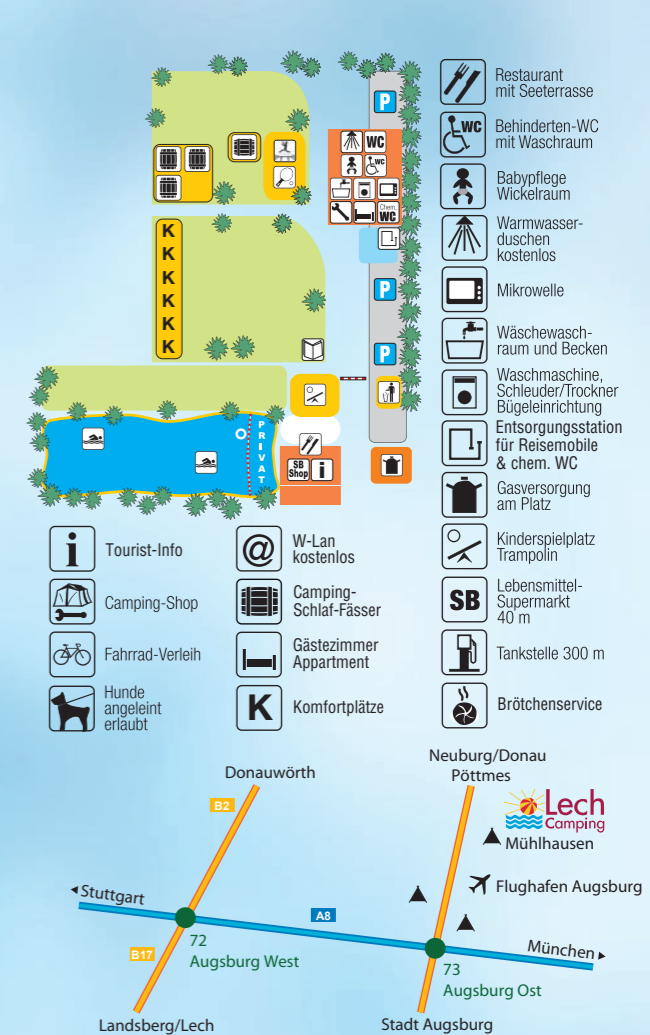 P
WC
WC
Chem.
WC
K
K
K
K
K
K
P
P
PRIVAT
SB
Shop
i
Restaurant
mit Seeterrasse
WC
Behinderten-WC
mit Waschraum
Babypflege
Wickelraum
Warmwasser-
duschen
kostenlos
Mikrowelle
Wäschewasch-
raum und Becken
Waschmaschine,
Schleuder/Trockner
Bügeleinrichtung
Entsorgungsstation
für Reisemobile
& chem. WC
Gasversorgung
am Platz
Kinderspielplatz
Trampolin
SB
Lebensmittel-
Supermarkt
40 m
Tankstelle 300 m
Brötchenservice
i
Tourist-Info
Camping-Shop
Fahrrad-Verleih
Hunde
angeleint
erlaubt
@
W-Lan
kostenlos
Camping-
Schlaf-Fässer
Gästezimmer
Appartment
K
Komfortplätze
Donauwörth
B2
Neuburg/Donau
Pöttmes
Lech
Camping
Mühlhausen
Flughafen Augsburg
Stuttgart
A8
72
Augsburg West
B17
München
73
Augsburg Ost
Landsberg/Lech
Stadt Augsburg